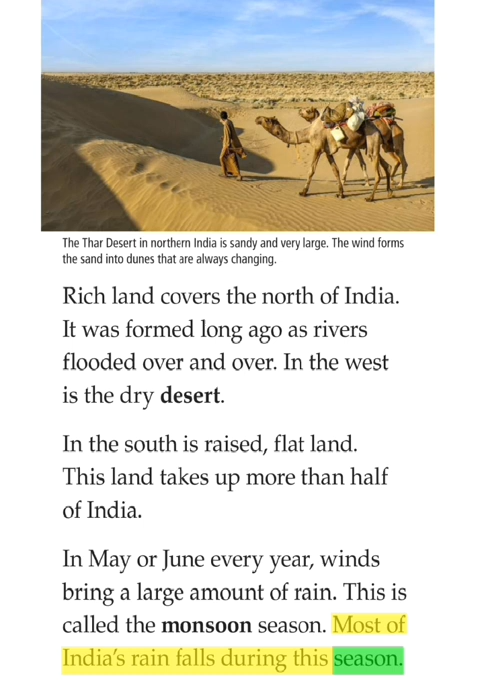 The Thar Desert in northern India is sandy and very large. The wind forms
the sand into dunes that are always changing.
Rich land covers the north of India.
It was formed long ago as rivers
flooded over and over. In the west
is the dry desert.
In the south is raised, flat land.
This land takes up more than half
of India.
In May or June every year, winds
bring a large amount of rain. This is
called the monsoon season. Most of
India's rain falls during this season.